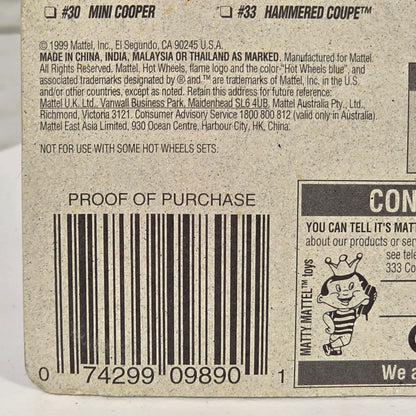 ☐ #30 MINI COOPER
☐ #33 HAMMERED COUPE™
© 1999 Mattel, Inc., El Segundo, CA 90245 U.S.A.
MADE IN CHINA, INDIA, MALAYSIA OR THAILAND AS MARKED. Manufactured for Mattel.
All Rights Reserved. Mattel, Hot Wheels, flame logo and the color "Hot Wheels blue", and
associated trademarks designated by ® and ™ are trademarks of Mattel, Inc. in the U.S.
and/or other countries, except as noted. Retain this address for future reference:
Mattel U.K. Ltd., Vanwall Business Park, Maidenhead SL6 4UB. Mattel Australia Pty., Ltd.,
Richmond, Victoria 3121. Consumer Advisory Service 1800 800 812 (valid only in Australia).
Mattel East Asia Limited, 930 Ocean Centre, Harbour City, HK, China.
NOT FOR USE WITH SOME HOT WHEELS SETS.
PROOF OF PURCHASE
0 74299 09890 1
CON
YOU CAN TELL IT'S MATT
about our products or serv
see tele
333 Co
MATTY MATTEL™ toys
We a